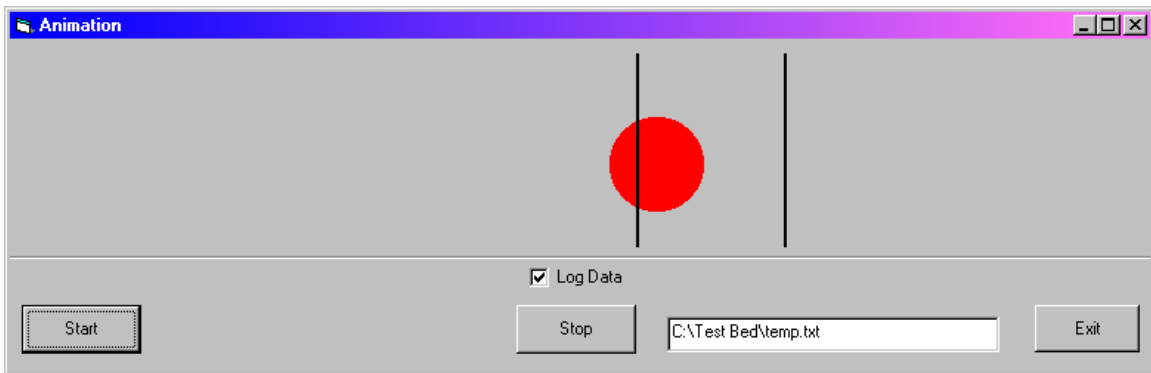 Animation
Log Data
Start
Stop
C:\Test Bed\temp.txt
Exit